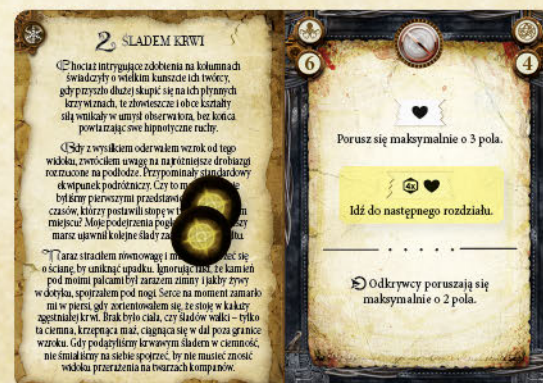 2. ŚLADEM KRWI
Chociaż intrygujące zdobienia na kolumnach
świadczyły o wielkim kunszcie ich twórcy,
gdy przyszło dłużej skupić się na ich płynnych
krzywiznach, te złowieszcze i obce kształty
siłą wnikały w umysł obserwatora, bez końca
powtarzając swe hipnotyczne ruchy.
Gdy z wysiłkiem oderwałem wzrok od tego
widoku, zwróciłem uwagę na najróżniejsze drobiazgi
rozrzucone na podłodze. Przypominały standardowy
ekwipunek podróżniczy. Czy to
byliśmy pierwszymi
czasów, którzy postawili stopę w
miejscu? Moje podejrzenia
marsz ujawnił kolejne ślady
Naraz straciłem równowagę i się
o ścianę, by uniknąć upadku. Ignorując fakt, że kamień
pod moimi palcami był zarazem zimny i jakby żywy
w dotyku, spojrzałem pod nogi. Serce na moment zamarło
mi w piersi, gdy zorientowałem się, że stoję w kałuży
zgęstniałej krwi. Brak było ciała, czy śladów walki – tylko
ta ciemna, krzepnąca maź, ciągnąca się w dal poza granice
wzroku. Gdy podążyliśmy krwawym śladem w ciemność,
nie śmialiśmy na siebie spojrzeć, by nie musieć znosić
widoku przerażenia na twarzach kompanów.
6
4
Porusz się maksymalnie o 3 pola.
4x
Idź do następnego rozdziału.
Odkrywcy poruszają się
maksymalnie o 2 pola.